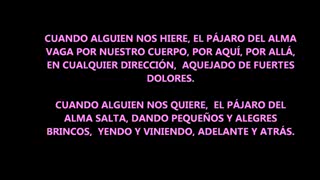 CUANDO ALGUIEN NOS HIERE, EL PÁJARO DEL ALMA
VAGA POR NUESTRO CUERPO, POR AQUÍ, POR ALLÁ,
EN CUALQUIER DIRECCIÓN, AQUEJADO DE FUERTES
DOLORES.
CUANDO ALGUIEN NOS QUIERE, EL PÁJARO DEL
ALMA SALTA, DANDO PEQUEÑOS Y ALEGRES
BRINCOS, YENDO Y VINIENDO, ADELANTE Y ATRÁS.